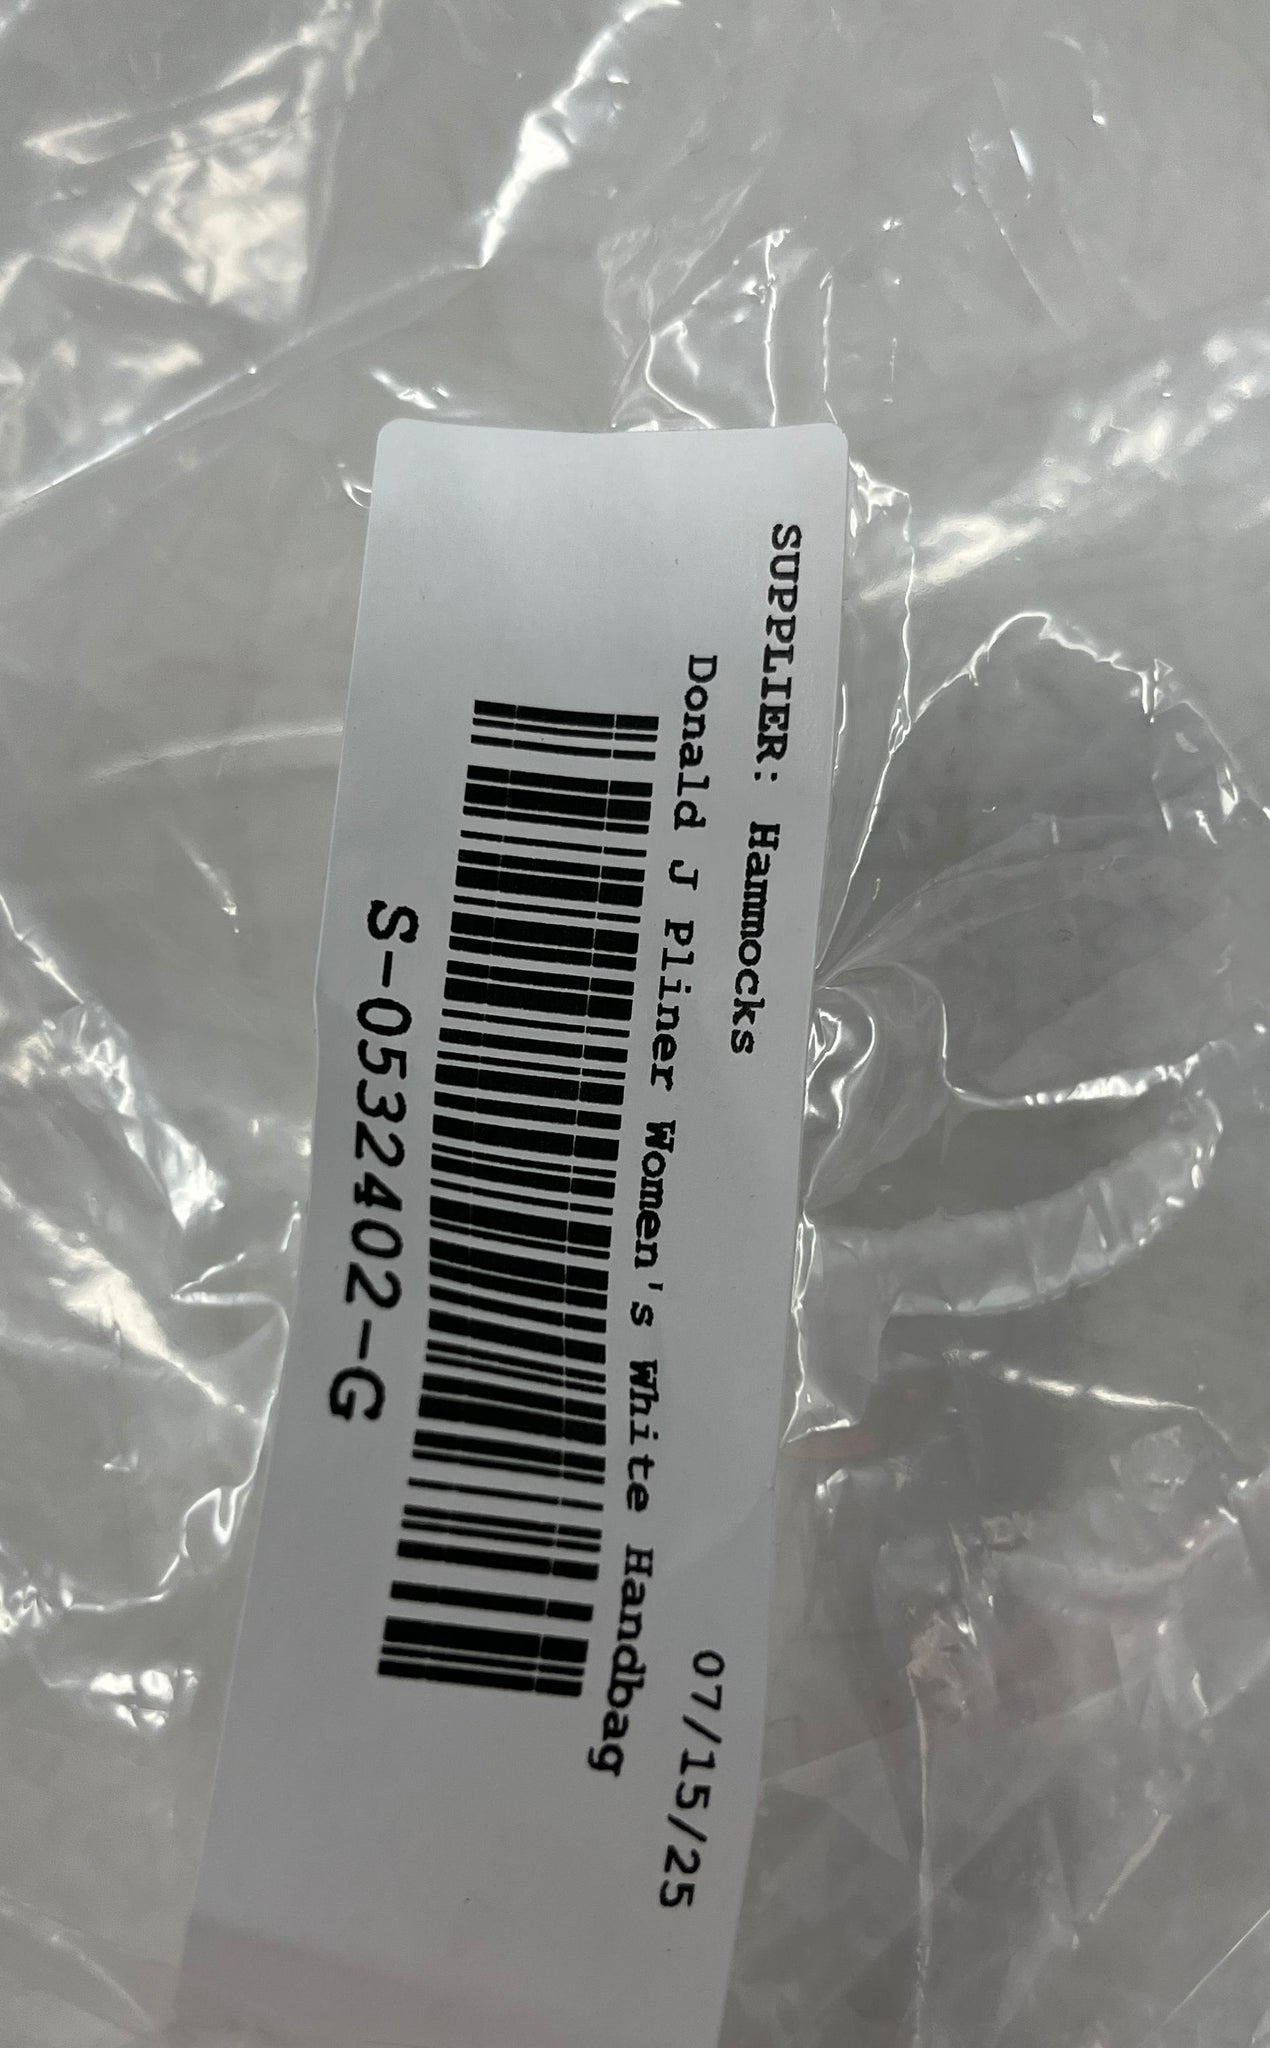 SUPPLIER: Hammocks
07/15/25
Donald J Pliner Women's White Handbag
S-0532402-G